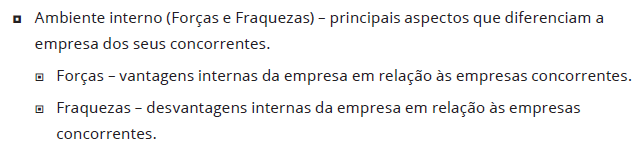 Ambiente interno (Forças e Fraquezas) – principais aspectos que diferenciam a
empresa dos seus concorrentes.
Forças – vantagens internas da empresa em relação às empresas concorrentes.
Fraquezas – desvantagens internas da empresa em relação às empresas
concorrentes.